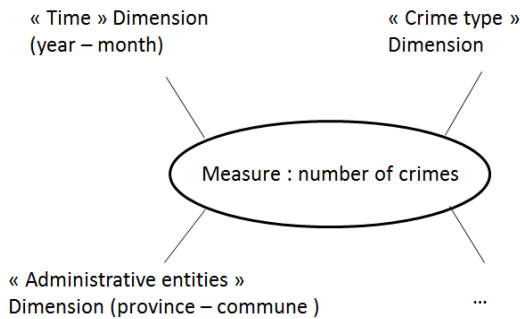 « Time » Dimension
(year – month)
« Crime type »
Dimension
Measure : number of crimes
« Administrative entities »
Dimension (province – commune )
...